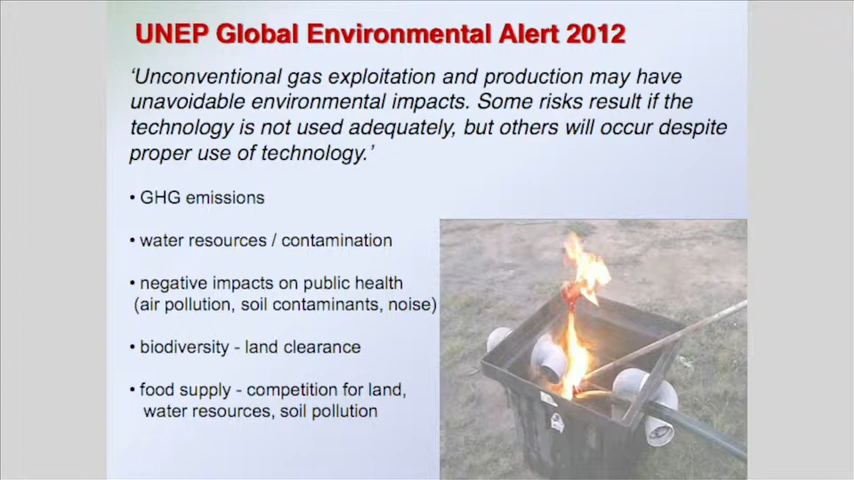 UNEP Global Environmental Alert 2012
‘Unconventional gas exploitation and production may have
unavoidable environmental impacts. Some risks result if the
technology is not used adequately, but others will occur despite
proper use of technology.’
• GHG emissions
• water resources / contamination
• negative impacts on public health
(air pollution, soil contaminants, noise)
• biodiversity - land clearance
• food supply - competition for land,
water resources, soil pollution